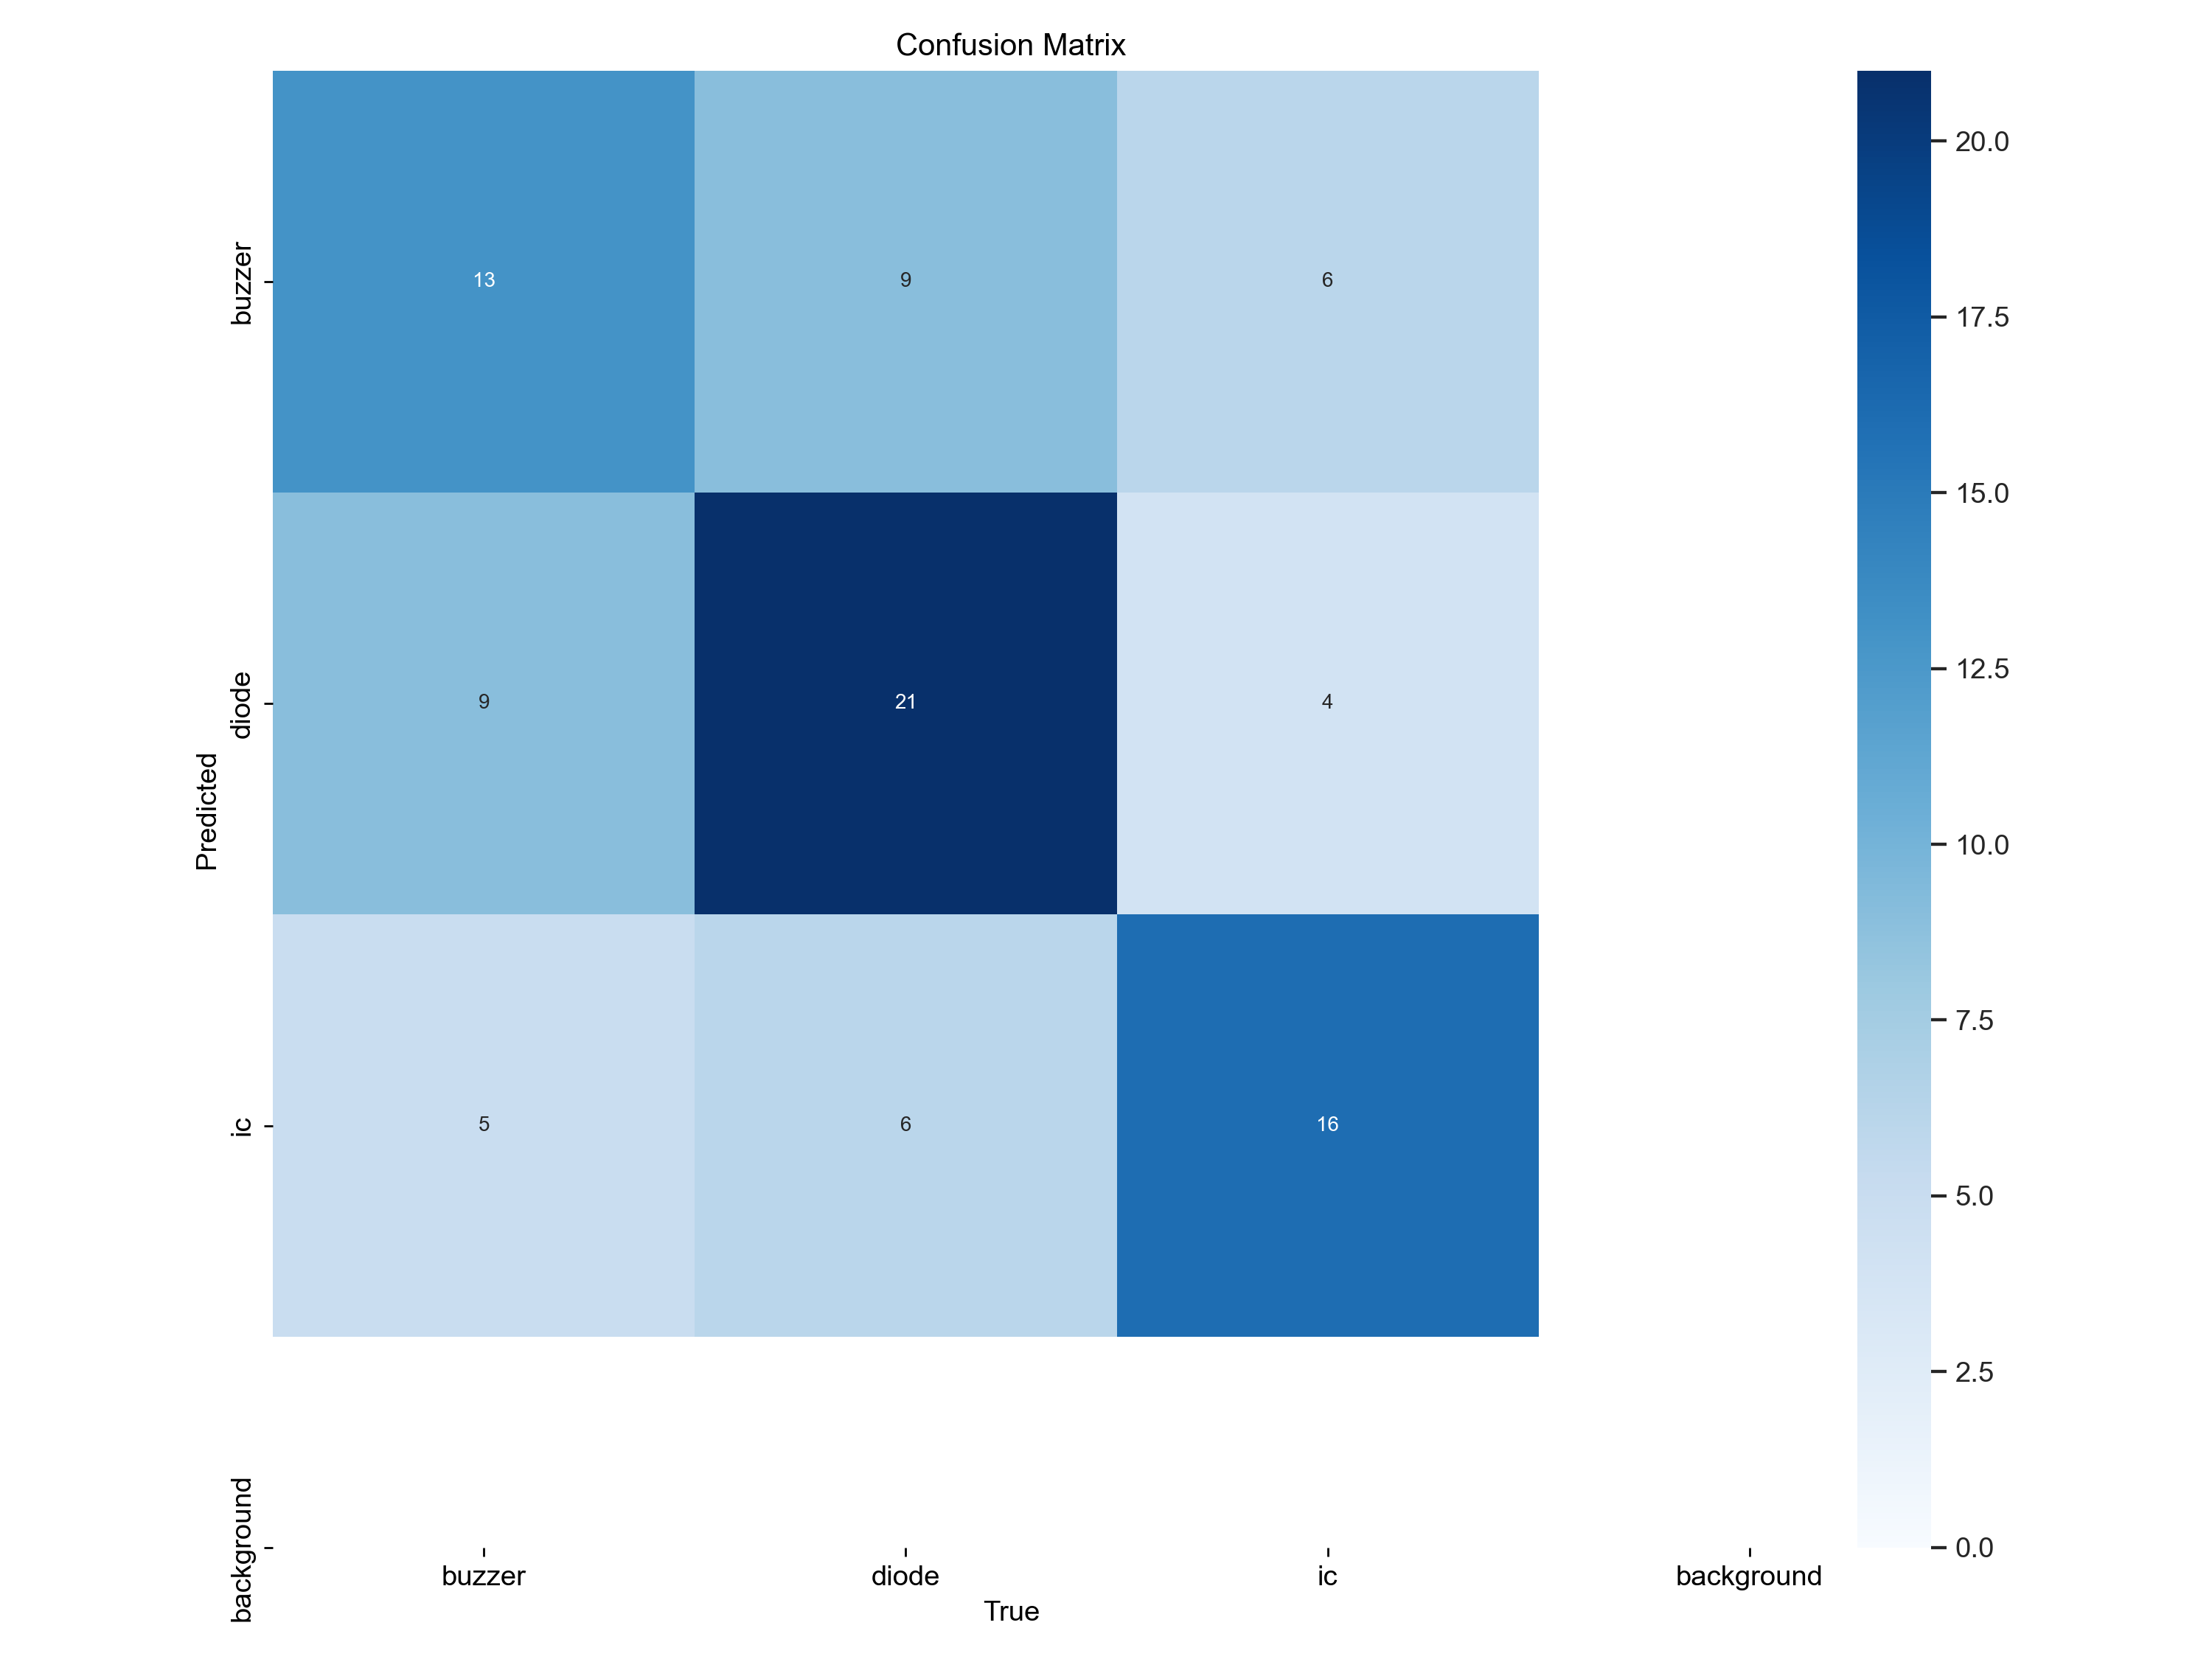 Confusion Matrix
buzzer
13
9
6
20.0
17.5
15.0
diode
9
21
4
12.5
10.0
Predicted
7.5
ic
5
6
16
5.0
2.5
0.0
background
buzzer
diode
ic
background
True